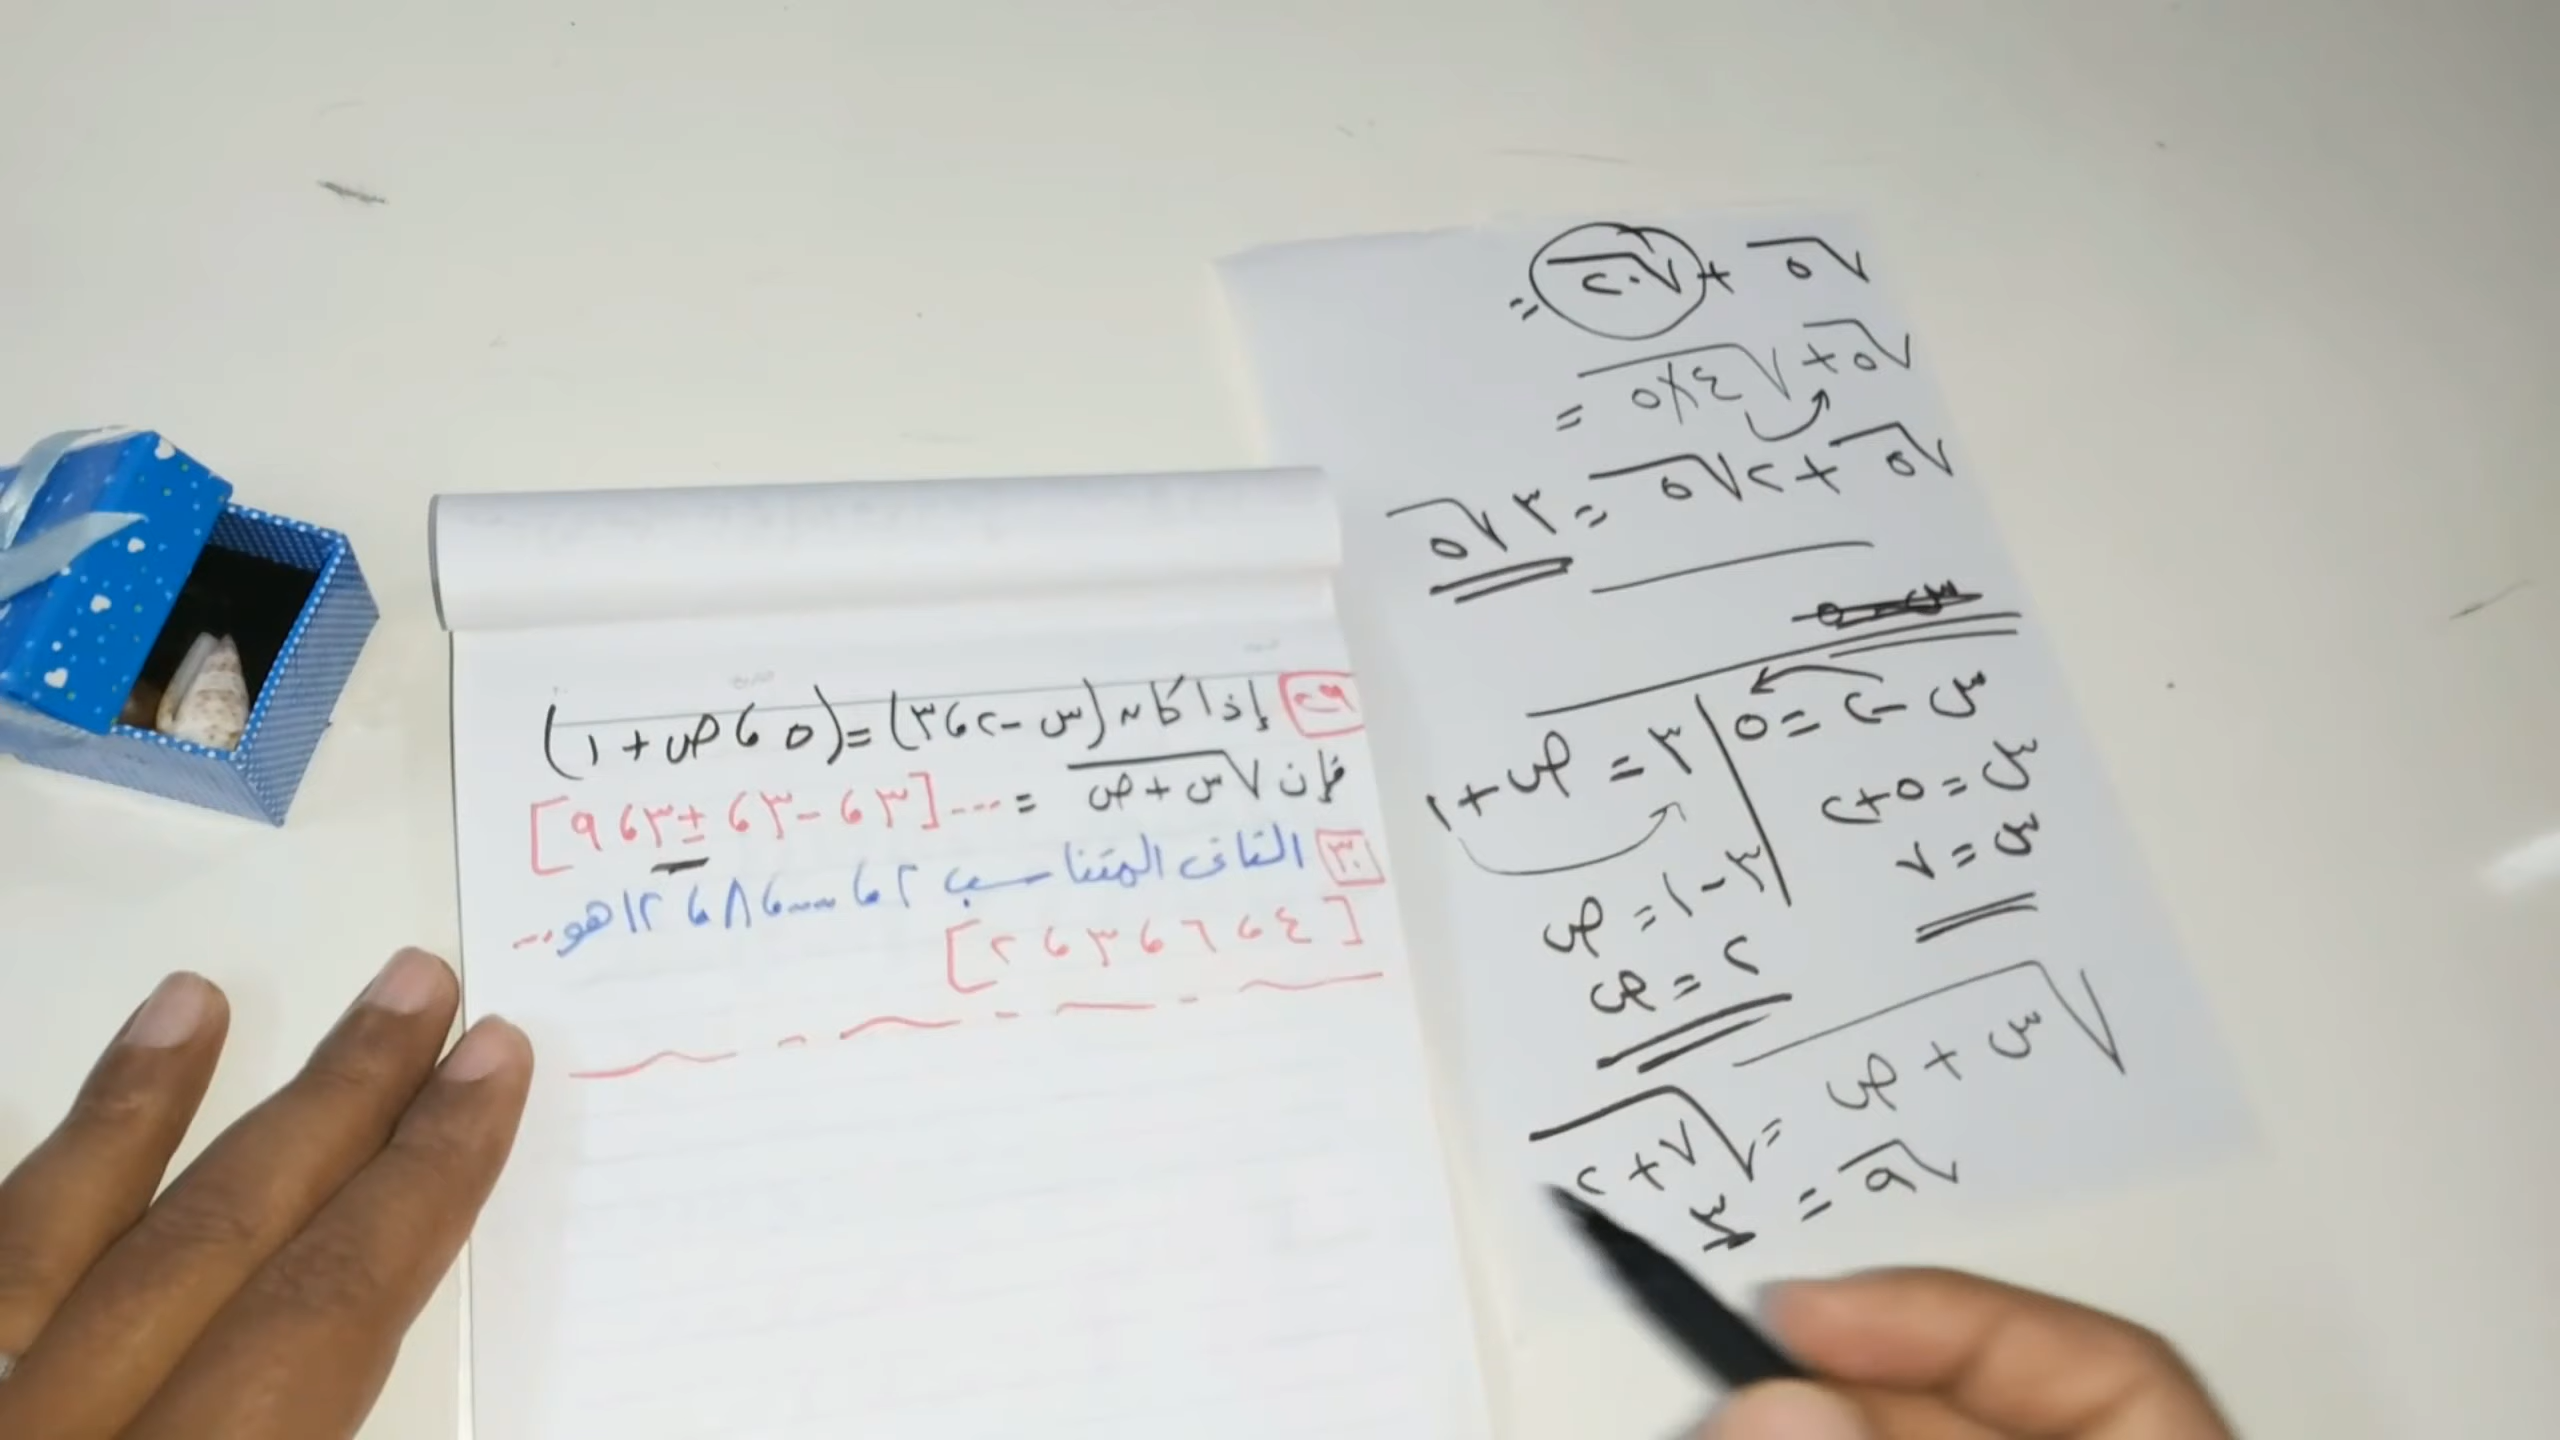 ٢٩ إذا كان (س - ٢ ، ٣) = (٥ ، ص + ١)
فإن √س + ص = ... [٣ ، -٣ ، ±٣ ، ٩]
٣٠ الثانى المتناسب ٢ ، ... ، ٨ ، ١٢ هو ...
[٤ ، ٦ ، ٣ ، ٢]
√٥ + √٢٠ =
√٥ + √٤×٥ =
√٥ + ٢√٥ = ٣√٥
س - ٢ = ٥
س = ٥ + ٢
س = ٧
٣ = ص + ١
٣ - ١ = ص
٢ = ص
√س + ص
= √٧ + ٢
√٩ = ٣